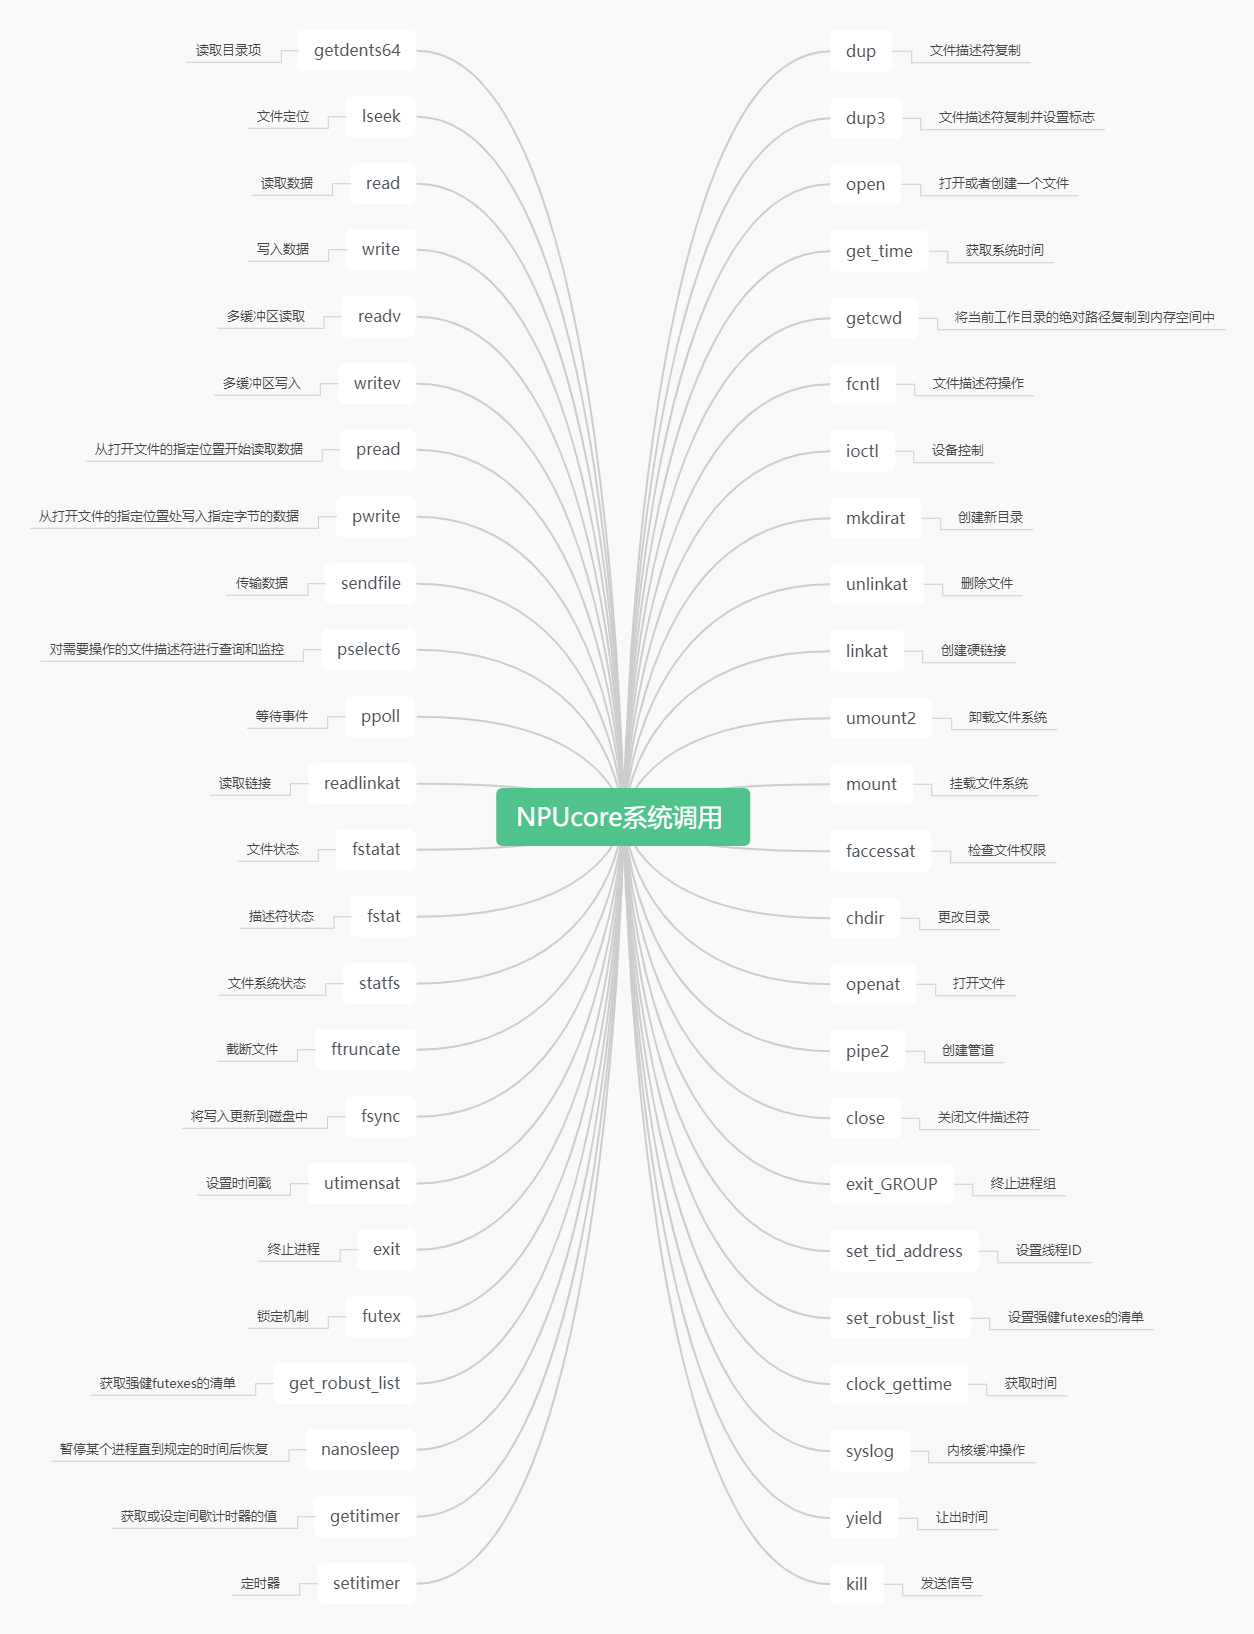 NPUcore系统调用
getdents64
读取目录项
lseek
文件定位
read
读取数据
write
写入数据
readv
多缓冲区读取
writev
多缓冲区写入
pread
从打开文件的指定位置开始读取数据
pwrite
从打开文件的指定位置处写入指定字节的数据
sendfile
传输数据
pselect6
对需要操作的文件描述符进行查询和监控
ppoll
等待事件
readlinkat
读取链接
fstatat
文件状态
fstat
描述符状态
statfs
文件系统状态
ftruncate
截断文件
fsync
将写入更新到磁盘中
utimensat
设置时间戳
exit
终止进程
futex
锁定机制
get_robust_list
获取强健futexes的清单
nanosleep
暂停某个进程直到规定的时间后恢复
getitimer
获取或设定间歇计时器的值
setitimer
定时器
dup
文件描述符复制
dup3
文件描述符复制并设置标志
open
打开或者创建一个文件
get_time
获取系统时间
getcwd
将当前工作目录的绝对路径复制到内存空间中
fcntl
文件描述符操作
ioctl
设备控制
mkdirat
创建新目录
unlinkat
删除文件
linkat
创建硬链接
umount2
卸载文件系统
mount
挂载文件系统
faccessat
检查文件权限
chdir
更改目录
openat
打开文件
pipe2
创建管道
close
关闭文件描述符
exit_GROUP
终止进程组
set_tid_address
设置线程ID
set_robust_list
设置强健futexes的清单
clock_gettime
获取时间
syslog
内核缓冲操作
yield
让出时间
kill
发送信号